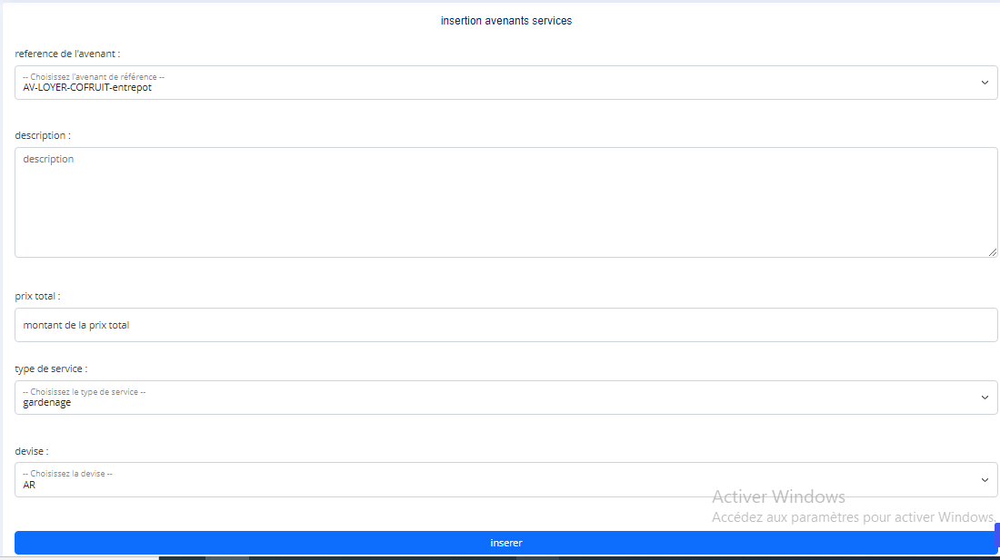 insertion avenants services
reference de l'avenant :
-- Choisissez l'avenant de référence --
AV-LOYER-COFRUIT-entrepot
description :
description
prix total :
montant de la prix total
type de service :
-- Choisissez le type de service --
gardenage
devise :
-- Choisissez la devise --
AR
Activer Windows
Accédez aux paramètres pour activer Windows.
inserer